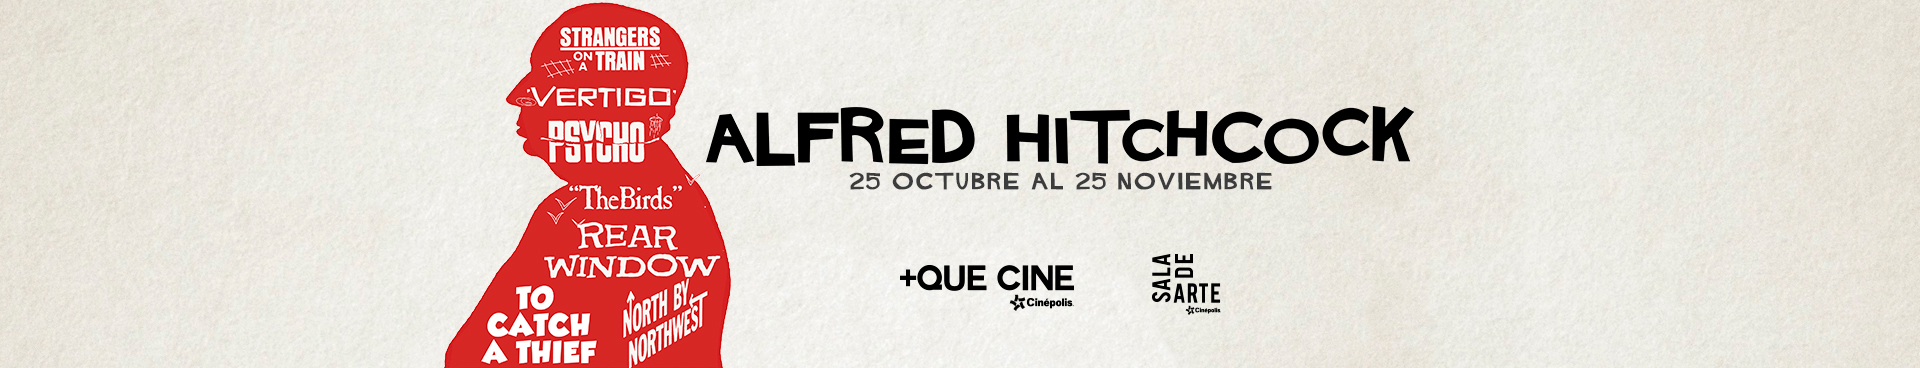 STRANGERS
ON
A TRAIN
VERTIGO
PSYCHO
"The Birds"
REAR
WINDOW
TO
CATCH
A THIEF
NORTH BY
NORTHWEST
ALFRED HITCHCOCK
25 OCTUBRE AL 25 NOVIEMBRE
+QUE CINE
Cinépolis
SALA
DE
ARTE
Cinépolis